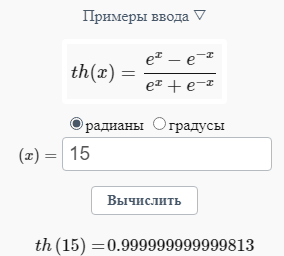 Примеры ввода ▽
th(x) = (e^x − e^{−x}) / (e^x + e^{−x})
радианы градусы
(x) = 15
Вычислить
th (15) =0.999999999999813